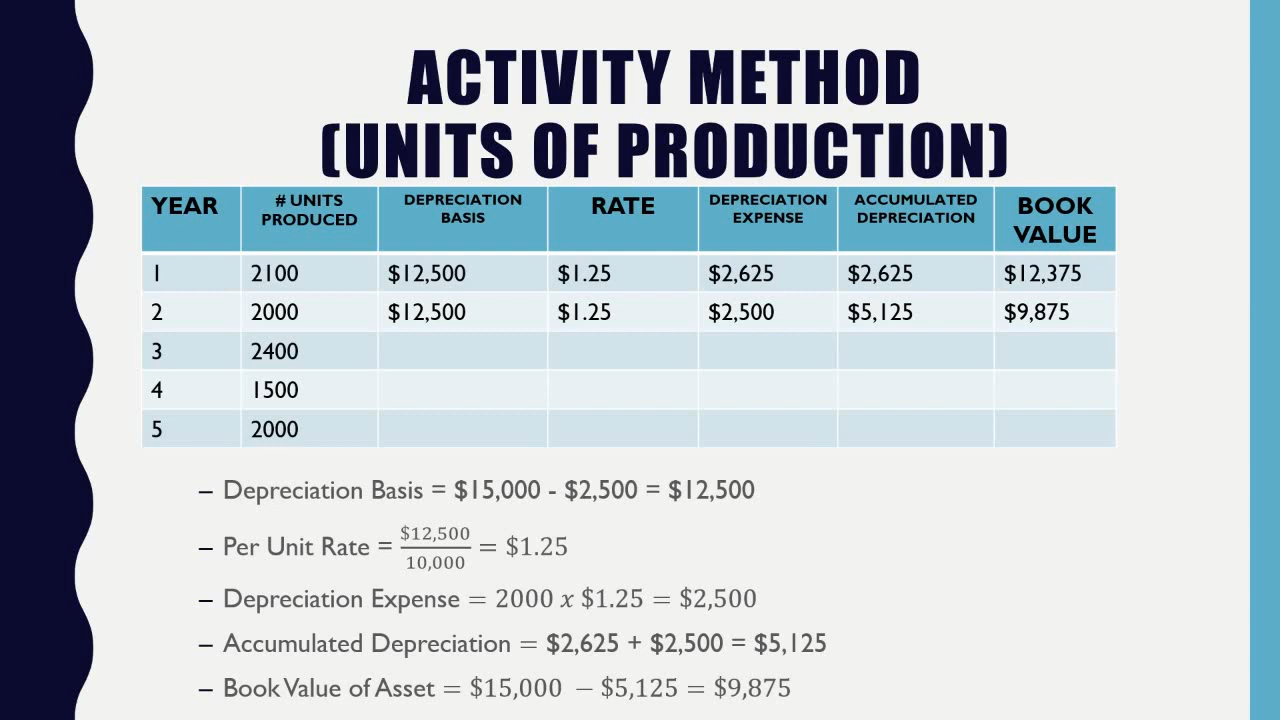 ACTIVITY METHOD
(UNITS OF PRODUCTION)
YEAR # UNITS PRODUCED DEPRECIATION BASIS RATE DEPRECIATION EXPENSE ACCUMULATED DEPRECIATION BOOK VALUE
1 2100 $12,500 $1.25 $2,625 $2,625 $12,375
2 2000 $12,500 $1.25 $2,500 $5,125 $9,875
3 2400
4 1500
5 2000
– Depreciation Basis = $15,000 - $2,500 = $12,500
– Per Unit Rate = $12,500 / 10,000 = $1.25
– Depreciation Expense = 2000 x $1.25 = $2,500
– Accumulated Depreciation = $2,625 + $2,500 = $5,125
– Book Value of Asset = $15,000 − $5,125 = $9,875